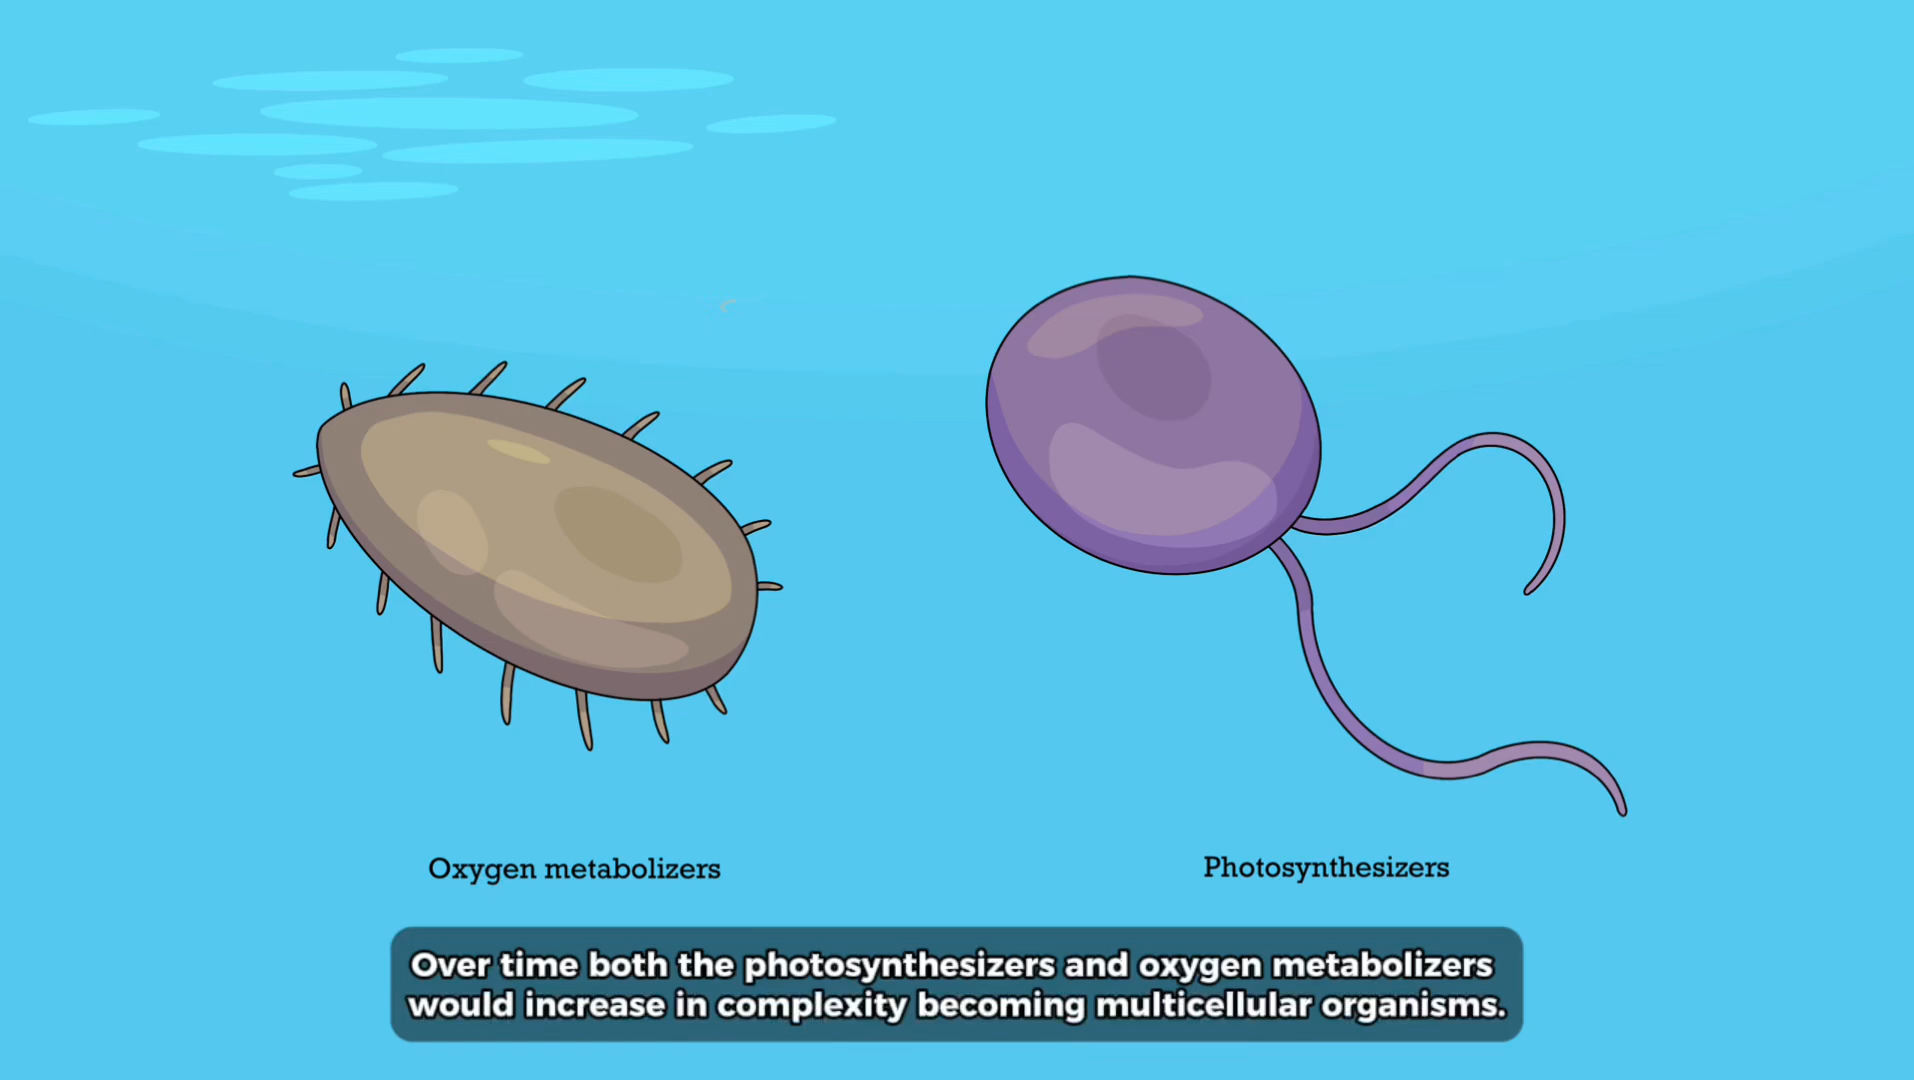 Oxygen metabolizers
Photosynthesizers
Over time both the photosynthesizers and oxygen metabolizers
would increase in complexity becoming multicellular organisms.